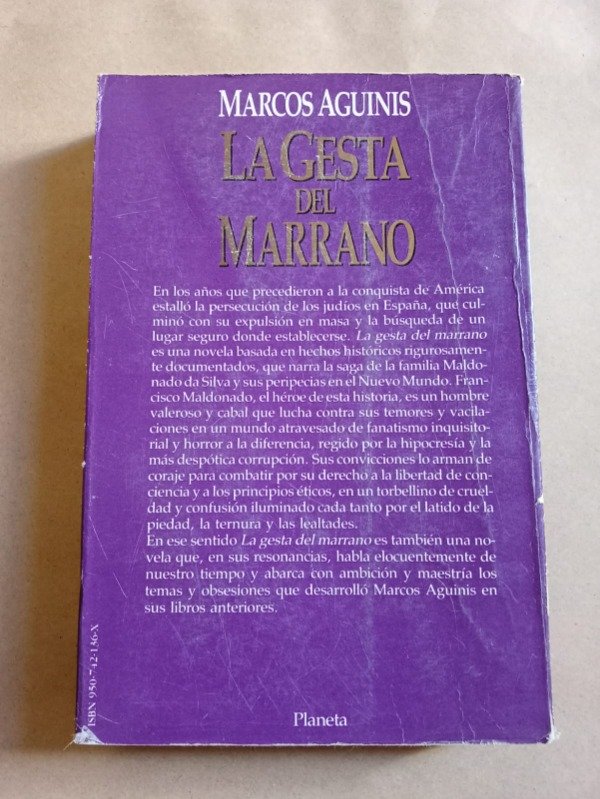 MARCOS AGUINIS
LA GESTA
DEL
MARRANO
En los años que precedieron a la conquista de América
estalló la persecución de los judíos en España, que cul-
minó con su expulsión en masa y la búsqueda de un
lugar seguro donde establecerse. La gesta del marrano
es una novela basada en hechos históricos rigurosamen-
te documentados, que narra la saga de la familia Maldo-
nado da Silva y sus peripecias en el Nuevo Mundo. Fran-
cisco Maldonado, el héroe de esta historia, es un hombre
valeroso y cabal que lucha contra sus temores y vacila-
ciones en un mundo atravesado de fanatismo inquisito-
rial y horror a la diferencia, regido por la hipocresía y la
más despótica corrupción. Sus convicciones lo arman de
coraje para combatir por su derecho a la libertad de con-
ciencia y a los principios éticos, en un torbellino de cruel-
dad y confusión iluminado cada tanto por el latido de la
piedad, la ternura y las lealtades.
En ese sentido La gesta del marrano es también una no-
vela que, en sus resonancias, habla elocuentemente de
nuestro tiempo y abarca con ambición y maestría los
temas y obsesiones que desarrolló Marcos Aguinis en
sus libros anteriores.
ISBN 950-742-136-X
Planeta